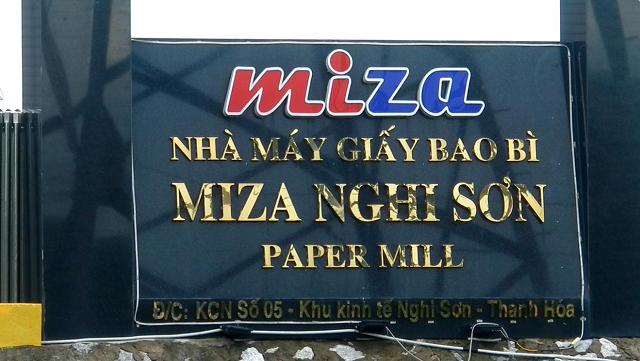 miza
NHÀ MÁY GIẤY BAO BÌ
MIZA NGHI SƠN
PAPER MILL
Đ/C: KCN Số 05 - Khu kinh tế Nghi Sơn - Thanh Hóa